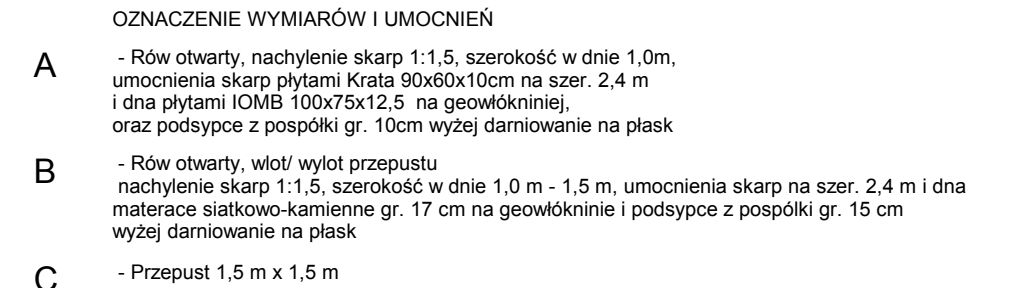 OZNACZENIE WYMIARÓW I UMOCNIEŃ
A - Rów otwarty, nachylenie skarp 1:1,5, szerokość w dnie 1,0m,
umocnienia skarp płytami Krata 90x60x10cm na szer. 2,4 m
i dna płytami IOMB 100x75x12,5 na geowłókniniej,
oraz podsypce z pospółki gr. 10cm wyżej darniowanie na płask
B - Rów otwarty, wlot/ wylot przepustu
nachylenie skarp 1:1,5, szerokość w dnie 1,0 m - 1,5 m, umocnienia skarp na szer. 2,4 m i dna
materace siatkowo-kamienne gr. 17 cm na geowłókninie i podsypce z pospólki gr. 15 cm
wyżej darniowanie na płask
C - Przepust 1,5 m x 1,5 m